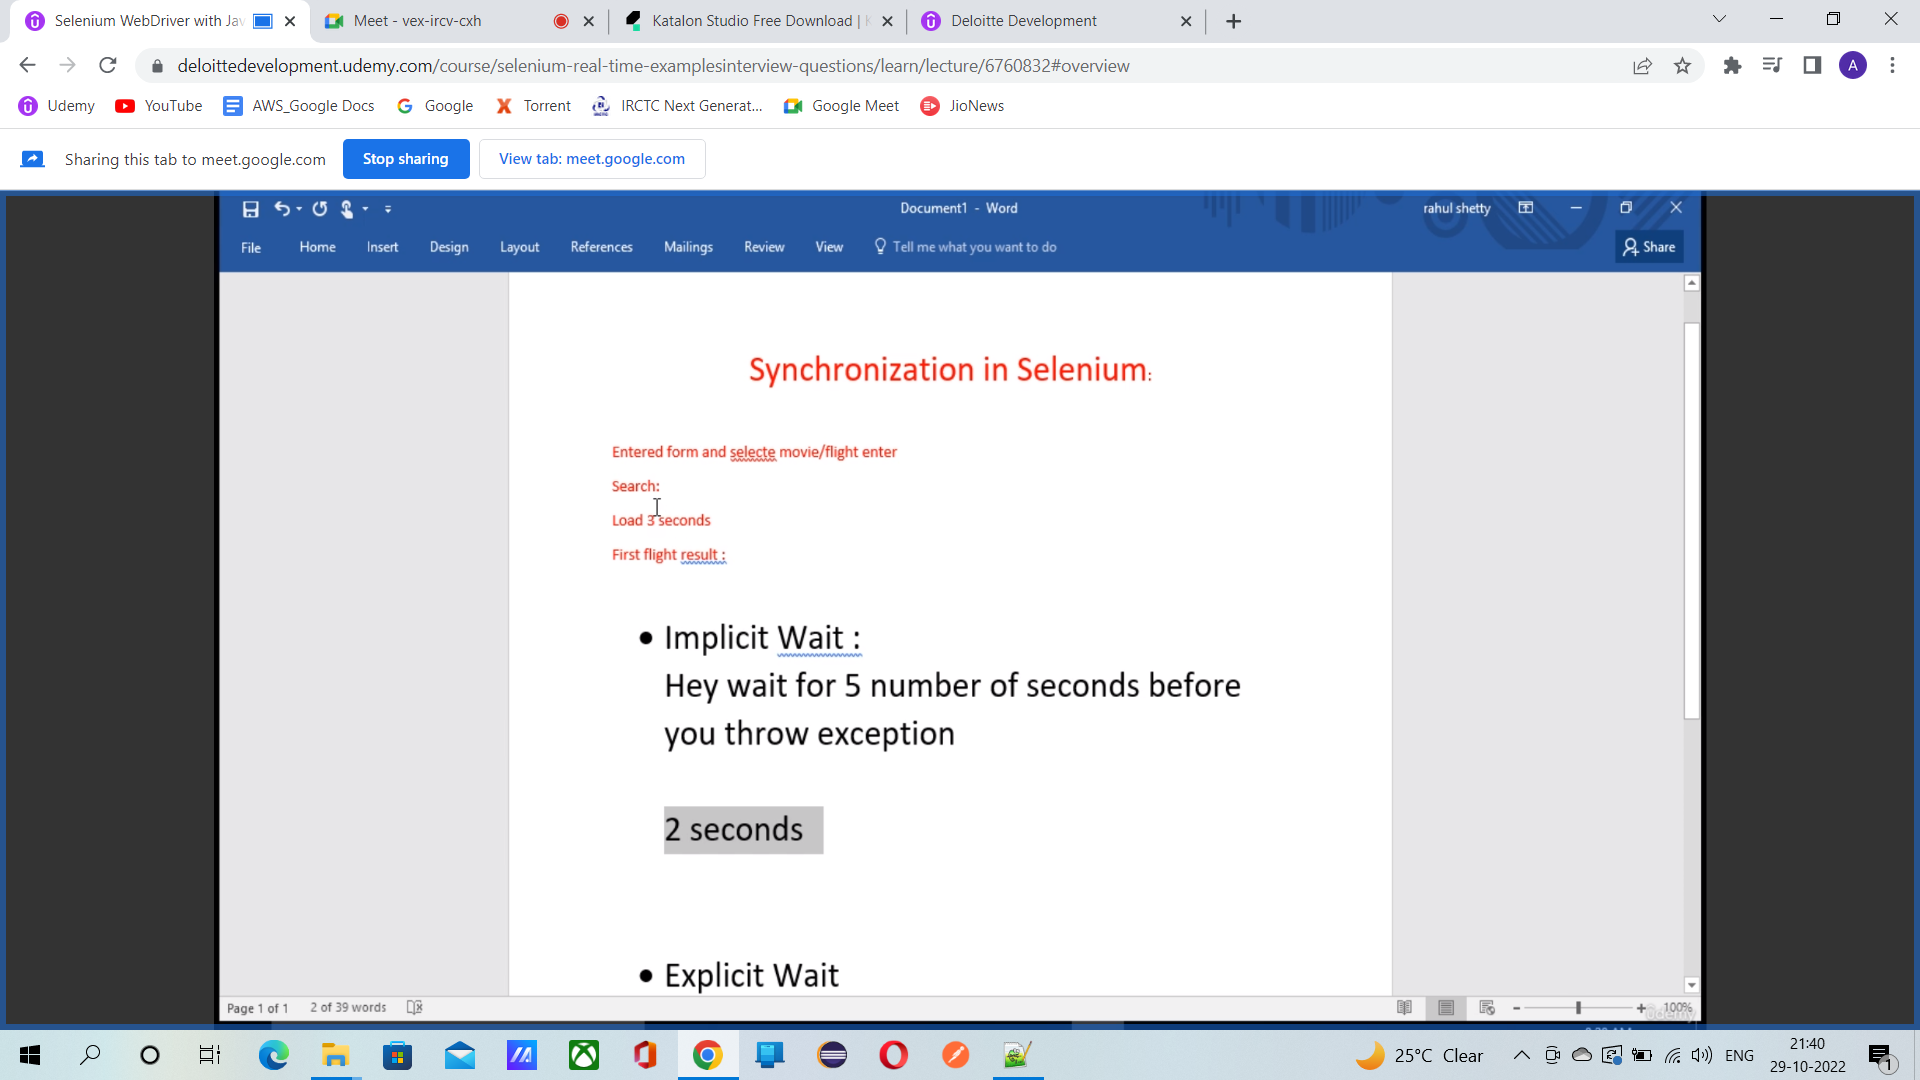 Selenium WebDriver with Jav
Meet - vex-ircv-cxh
Katalon Studio Free Download |
Deloitte Development
deloittedevelopment.udemy.com/course/selenium-real-time-examplesinterview-questions/learn/lecture/6760832#overview
A
Udemy
YouTube
AWS_Google Docs
Google
Torrent
IRCTC Next Generat...
Google Meet
JioNews
Sharing this tab to meet.google.com
Stop sharing
View tab: meet.google.com
Document1 - Word
rahul shetty
File Home Insert Design Layout References Mailings Review View Tell me what you want to do
Share
Synchronization in Selenium:
Entered form and selecte movie/flight enter
Search:
Load 3 seconds
First flight result :
• Implicit Wait :
Hey wait for 5 number of seconds before
you throw exception
2 seconds
• Explicit Wait
Page 1 of 1 2 of 39 words
100%
udemy
25°C Clear
ENG
21:40
29-10-2022
1